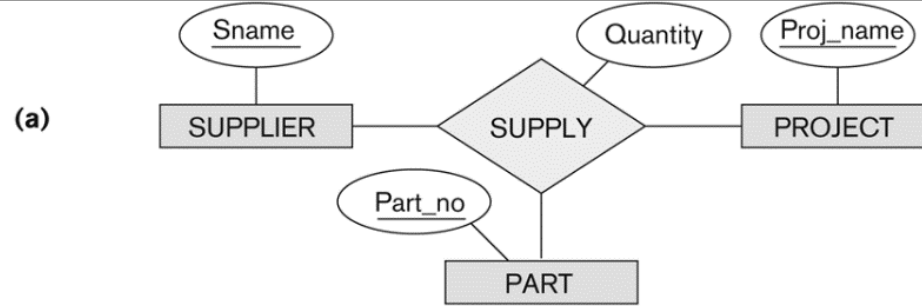 Sname
Quantity
Proj_name
(a)
SUPPLIER
SUPPLY
PROJECT
Part_no
PART